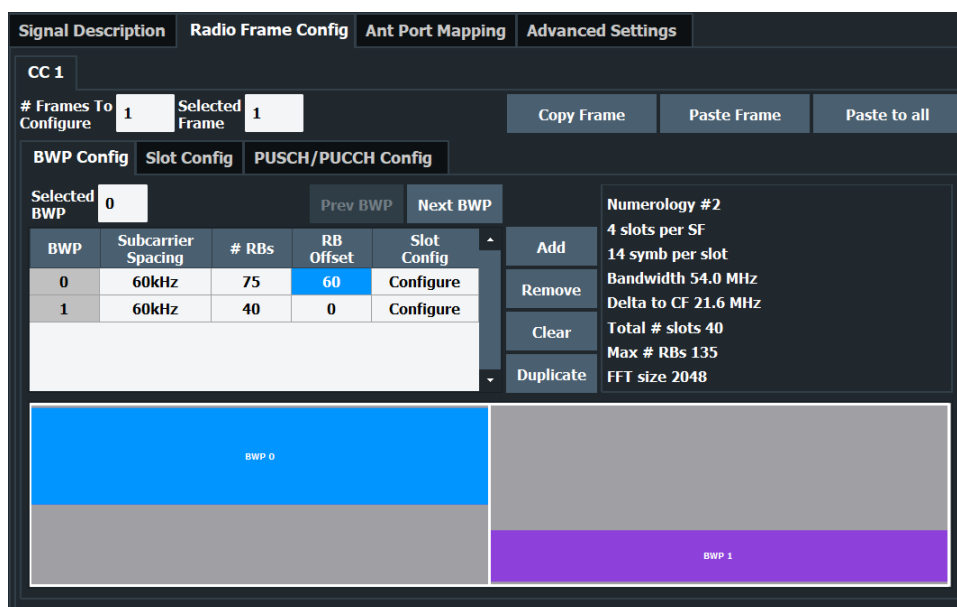 Signal Description Radio Frame Config Ant Port Mapping Advanced Settings
CC 1
# Frames To Configure 1 Selected Frame 1 Copy Frame Paste Frame Paste to all
BWP Config Slot Config PUSCH/PUCCH Config
Selected BWP 0 Prev BWP Next BWP
BWP Subcarrier Spacing # RBs RB Offset Slot Config
0 60kHz 75 60 Configure
1 60kHz 40 0 Configure
Add
Remove
Clear
Duplicate
Numerology #2
4 slots per SF
14 symb per slot
Bandwidth 54.0 MHz
Delta to CF 21.6 MHz
Total # slots 40
Max # RBs 135
FFT size 2048
BWP 0
BWP 1